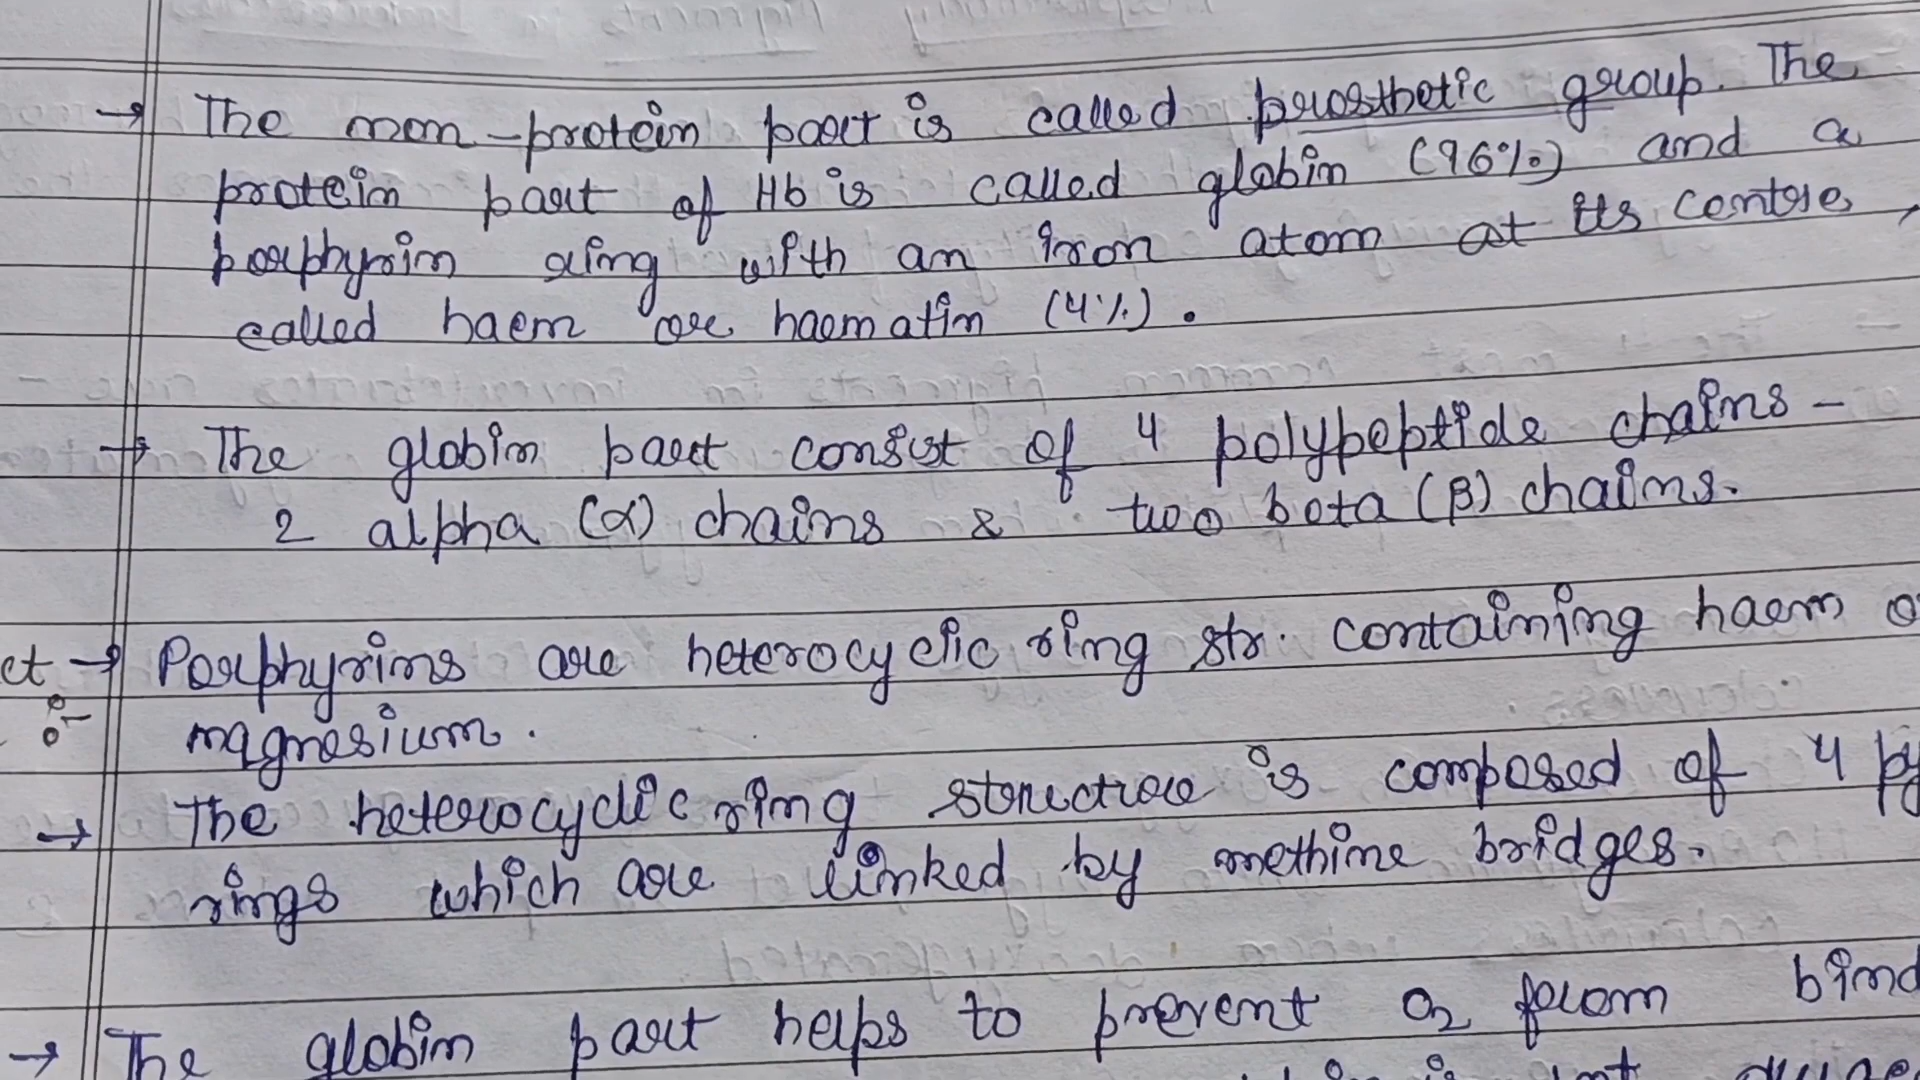 → The non-protein part is called prosthetic group. The
protein part of Hb is called globin (96%) and a
porphyrin ring with an iron atom at its centre,
called haem or haematin (4%).
→ The globin part consist of 4 polypeptide chains -
2 alpha (α) chains & two beta (β) chains.
ct → Porphyrins are heterocyclic ring str. containing haem o
magnesium.
→ The heterocyclic ring structure is composed of 4 py
rings which are linked by methine bridges.
→ The globin part helps to prevent O₂ from bind